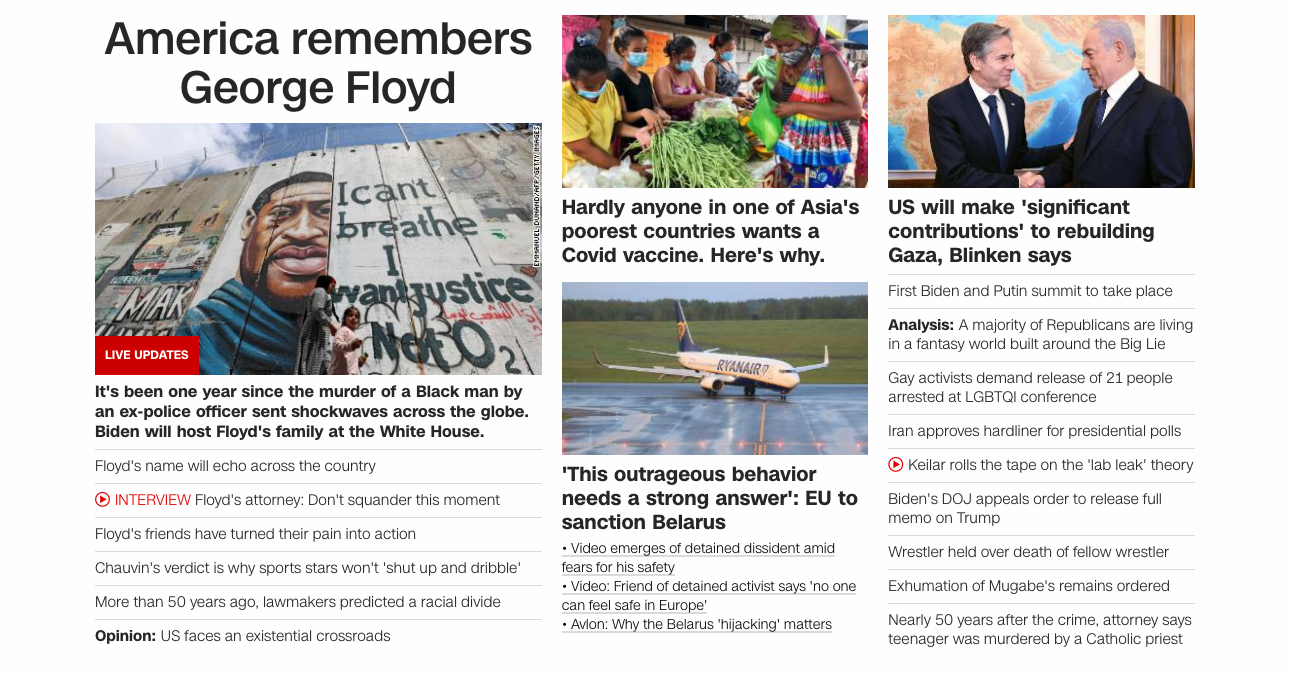 America remembers
George Floyd
EMMANUEL DUNAND/AFP/GETTY IMAGES
I cant
breathe
I
want justice
Not O2
LIVE UPDATES
It's been one year since the murder of a Black man by
an ex-police officer sent shockwaves across the globe.
Biden will host Floyd's family at the White House.
Floyd's name will echo across the country
INTERVIEW Floyd's attorney: Don't squander this moment
Floyd's friends have turned their pain into action
Chauvin's verdict is why sports stars won't 'shut up and dribble'
More than 50 years ago, lawmakers predicted a racial divide
Opinion: US faces an existential crossroads
Hardly anyone in one of Asia's
poorest countries wants a
Covid vaccine. Here's why.
RYANAIR
'This outrageous behavior
needs a strong answer': EU to
sanction Belarus
• Video emerges of detained dissident amid
fears for his safety
• Video: Friend of detained activist says 'no one
can feel safe in Europe'
• Avlon: Why the Belarus 'hijacking' matters
US will make 'significant
contributions' to rebuilding
Gaza, Blinken says
First Biden and Putin summit to take place
Analysis: A majority of Republicans are living
in a fantasy world built around the Big Lie
Gay activists demand release of 21 people
arrested at LGBTQI conference
Iran approves hardliner for presidential polls
Keilar rolls the tape on the 'lab leak' theory
Biden's DOJ appeals order to release full
memo on Trump
Wrestler held over death of fellow wrestler
Exhumation of Mugabe's remains ordered
Nearly 50 years after the crime, attorney says
teenager was murdered by a Catholic priest